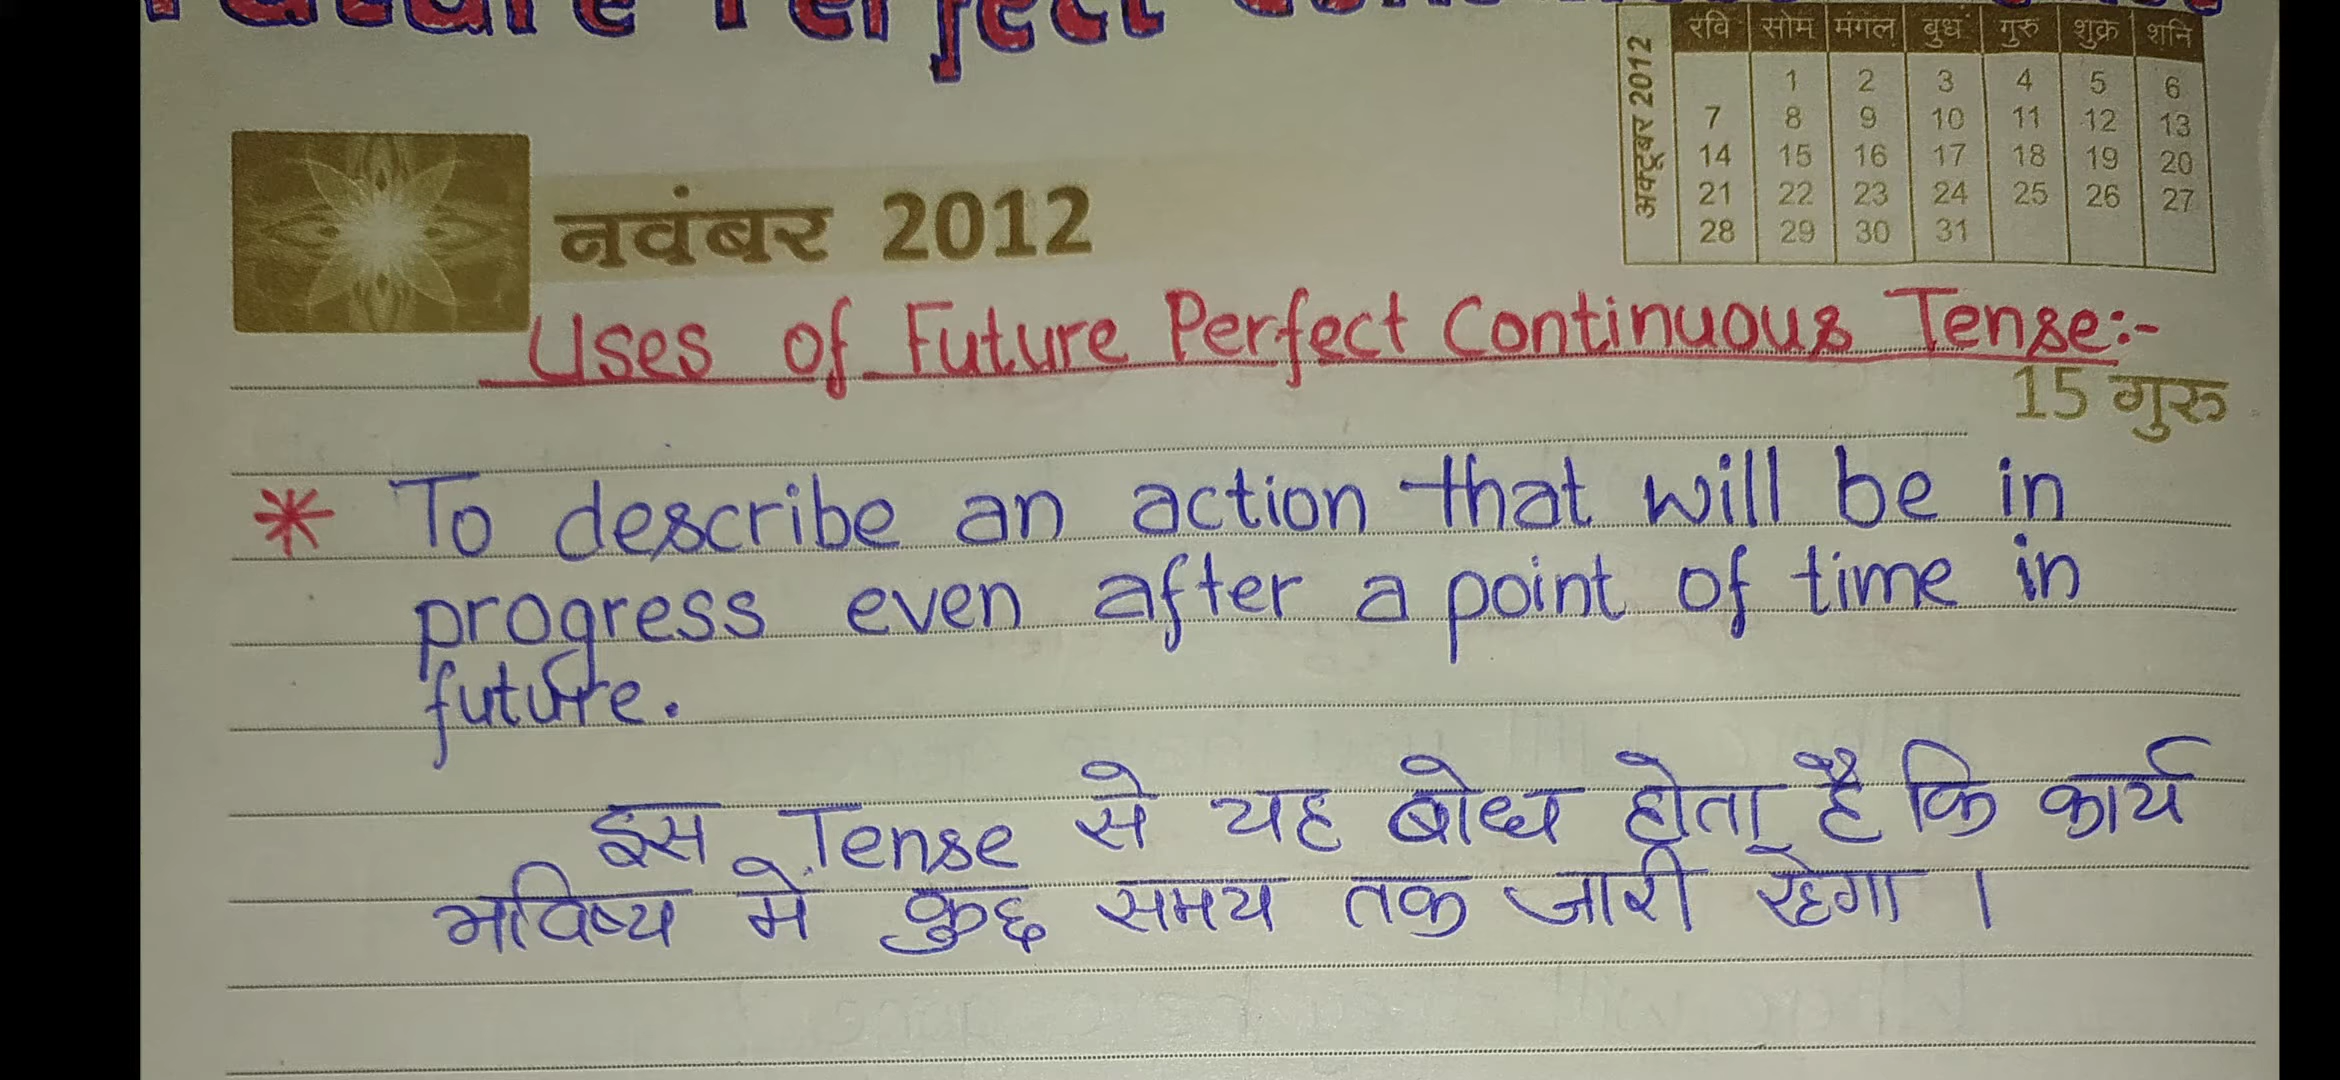 Future Perfect
रवि सोम मंगल बुध गुरु शुक्र शनि
अक्टूबर 2012
1 2 3 4 5 6
7 8 9 10 11 12 13
14 15 16 17 18 19 20
21 22 23 24 25 26 27
28 29 30 31
नवंबर 2012
Uses of Future Perfect Continuous Tense:-
15 गुरु
* To describe an action that will be in
progress even after a point of time in
future.
इस Tense से यह बोध होता है कि कार्य
भविष्य में कुछ समय तक जारी रहेगा ।